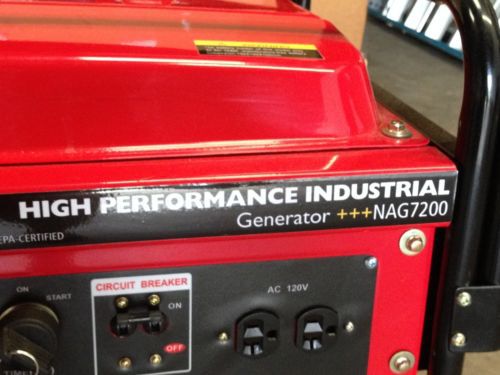 HIGH PERFORMANCE INDUSTRIAL
Generator +++NAG7200
EPA-CERTIFIED
ON
START
CIRCUIT BREAKER
ON
OFF
AC 120V